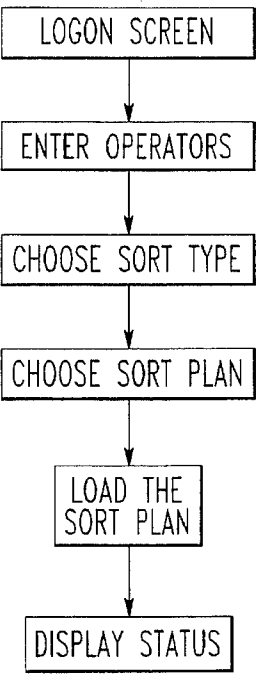 LOGON SCREEN
ENTER OPERATORS
CHOOSE SORT TYPE
CHOOSE SORT PLAN
LOAD THE
SORT PLAN
DISPLAY STATUS